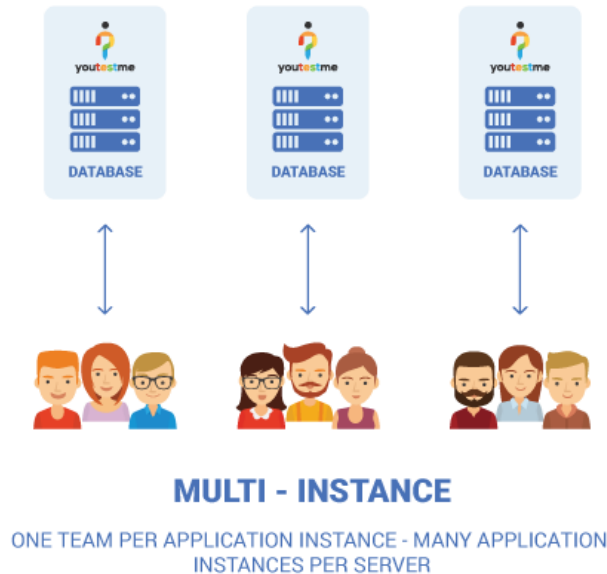 youtestme youtestme youtestme
DATABASE DATABASE DATABASE
MULTI - INSTANCE
ONE TEAM PER APPLICATION INSTANCE - MANY APPLICATION
INSTANCES PER SERVER